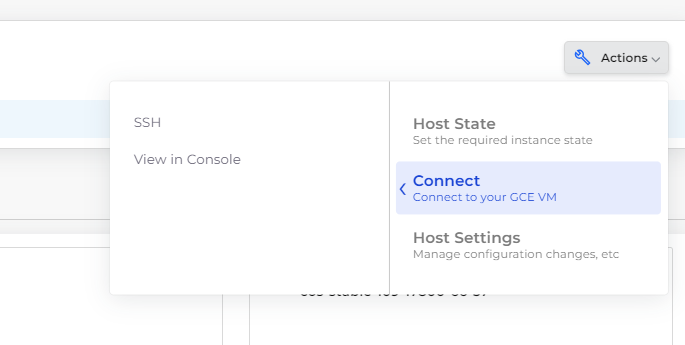 Actions
SSH
View in Console
Host State
Set the required instance state
Connect
Connect to your GCE VM
Host Settings
Manage configuration changes, etc